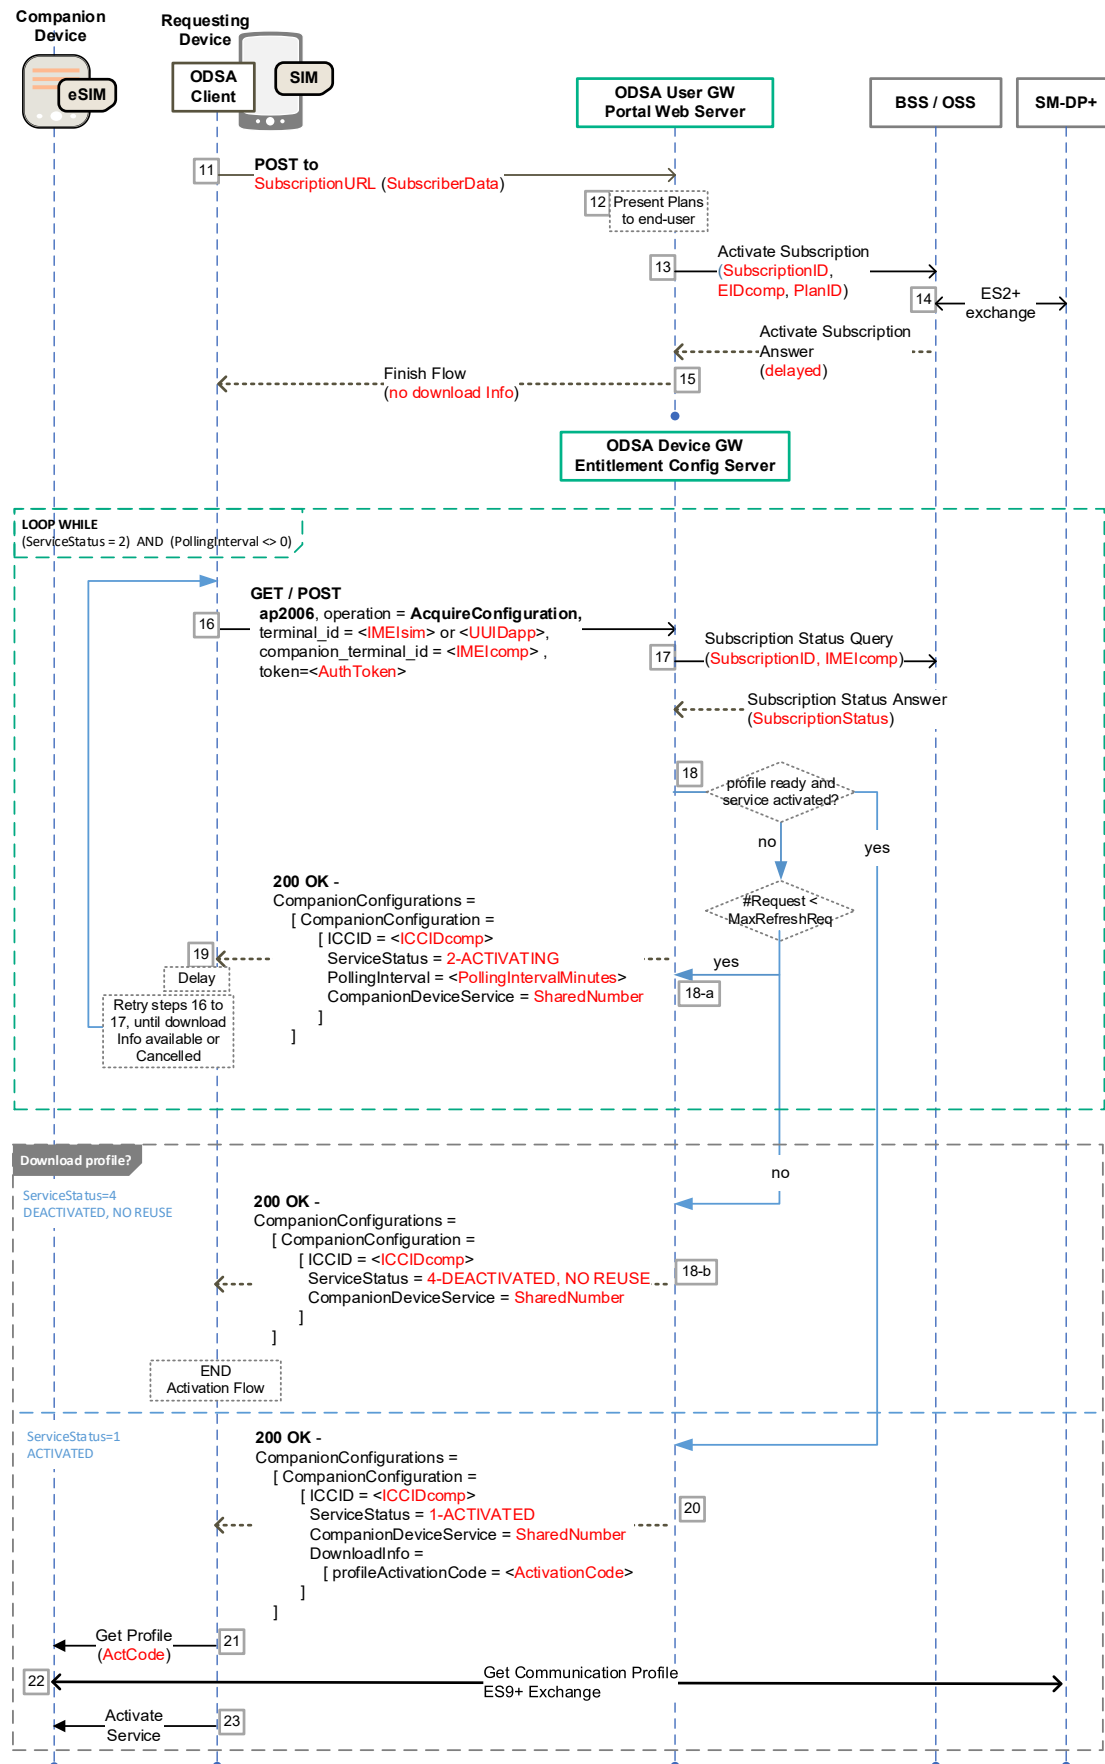 Companion
Device
Requesting
Device
eSIM
ODSA
Client
SIM
ODSA User GW
Portal Web Server
BSS / OSS
SM-DP+
11
POST to
SubscriptionURL (SubscriberData)
12
Present Plans
to end-user
13
Activate Subscription
(SubscriptionID,
EIDcomp, PlanID)
14
ES2+
exchange
Activate Subscription
Answer
(delayed)
15
Finish Flow
(no download Info)
ODSA Device GW
Entitlement Config Server
LOOP WHILE
(ServiceStatus = 2) AND (PollingInterval <> 0)
16
GET / POST
ap2006, operation = AcquireConfiguration,
terminal_id = <IMEIsim> or <UUIDapp>,
companion_terminal_id = <IMEIcomp> ,
token=<AuthToken>
17
Subscription Status Query
(SubscriptionID, IMEIcomp)
Subscription Status Answer
(SubscriptionStatus)
18
profile ready and
service activated?
no
yes
#Request <
MaxRefreshReq
200 OK -
CompanionConfigurations =
[ CompanionConfiguration =
[ ICCID = <ICCIDcomp>
ServiceStatus = 2-ACTIVATING
PollingInterval = <PollingIntervalMinutes>
CompanionDeviceService = SharedNumber
]
]
yes
18-a
19
Delay
Retry steps 16 to
17, until download
Info available or
Cancelled
Download profile?
no
ServiceStatus=4
DEACTIVATED, NO REUSE
200 OK -
CompanionConfigurations =
[ CompanionConfiguration =
[ ICCID = <ICCIDcomp>
ServiceStatus = 4-DEACTIVATED, NO REUSE
CompanionDeviceService = SharedNumber
]
]
18-b
END
Activation Flow
ServiceStatus=1
ACTIVATED
200 OK -
CompanionConfigurations =
[ CompanionConfiguration =
[ ICCID = <ICCIDcomp>
ServiceStatus = 1-ACTIVATED
CompanionDeviceService = SharedNumber
DownloadInfo =
[ profileActivationCode = <ActivationCode>
]
]
20
Get Profile
(ActCode)
21
22
Get Communication Profile
ES9+ Exchange
Activate
Service
23